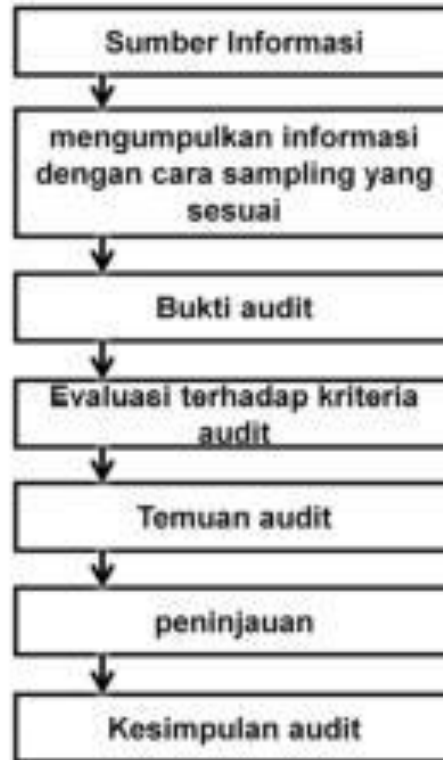 Sumber Informasi
mengumpulkan informasi
dengan cara sampling yang
sesuai
Bukti audit
Evaluasi terhadap kriteria
audit
Temuan audit
peninjauan
Kesimpulan audit